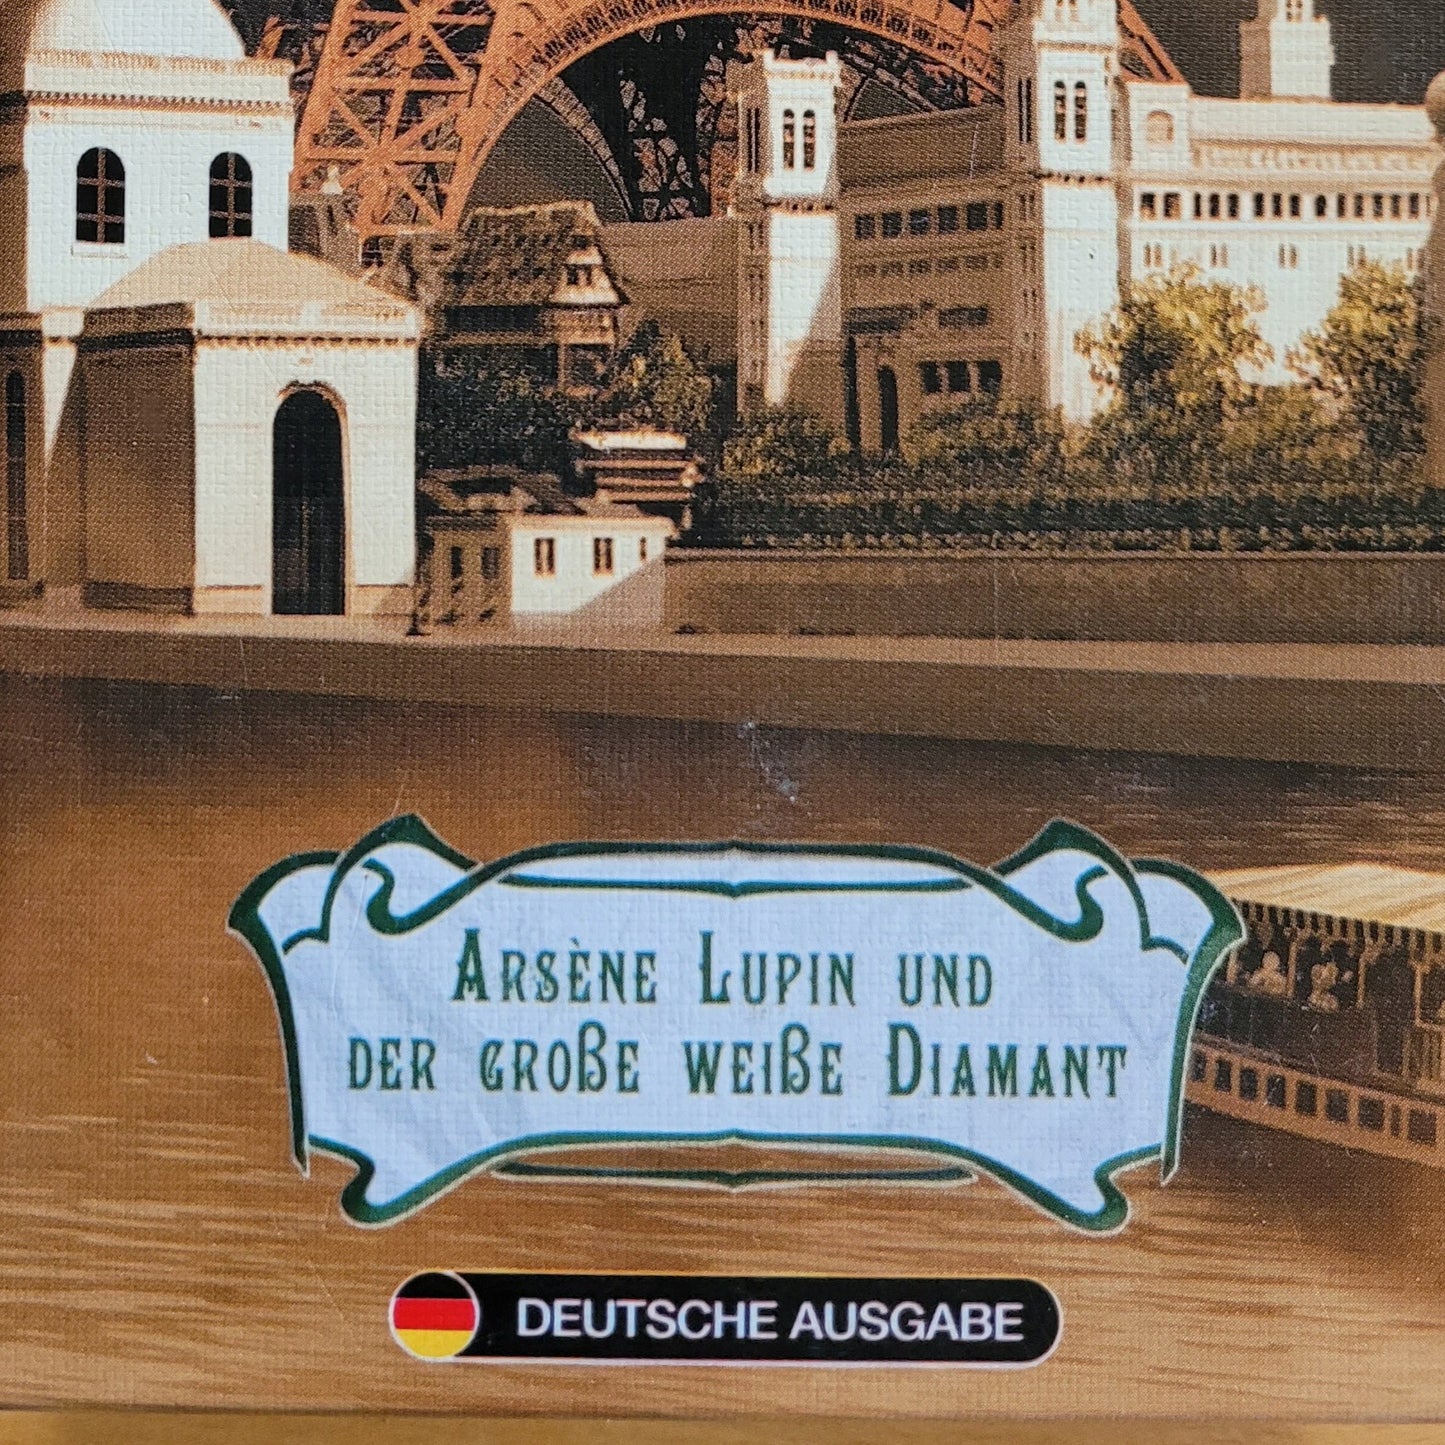 Arsène Lupin und
der große weiße Diamant
DEUTSCHE AUSGABE